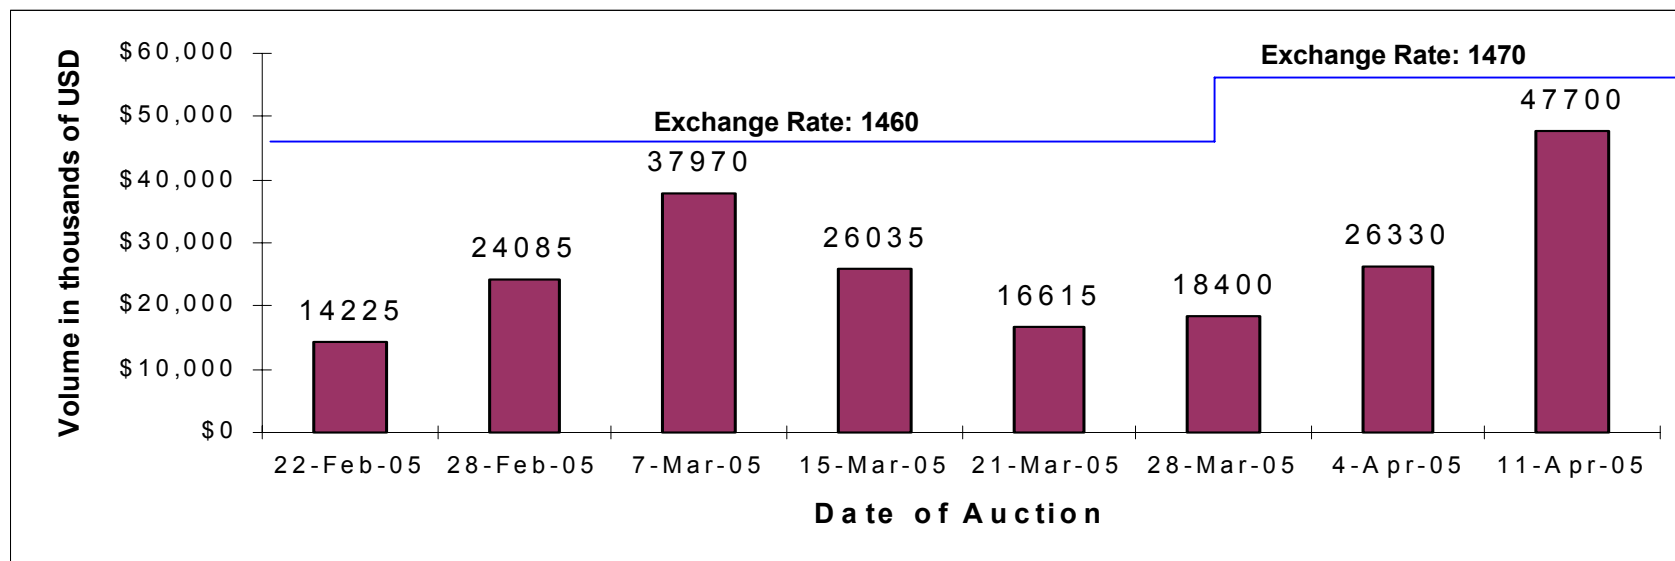 $60,000
$50,000
$40,000
$30,000
$20,000
$10,000
$0
Volume in thousands of USD
Exchange Rate: 1460
Exchange Rate: 1470
14225
24085
37970
26035
16615
18400
26330
47700
22-Feb-05
28-Feb-05
7-Mar-05
15-Mar-05
21-Mar-05
28-Mar-05
4-Apr-05
11-Apr-05
Date of Auction